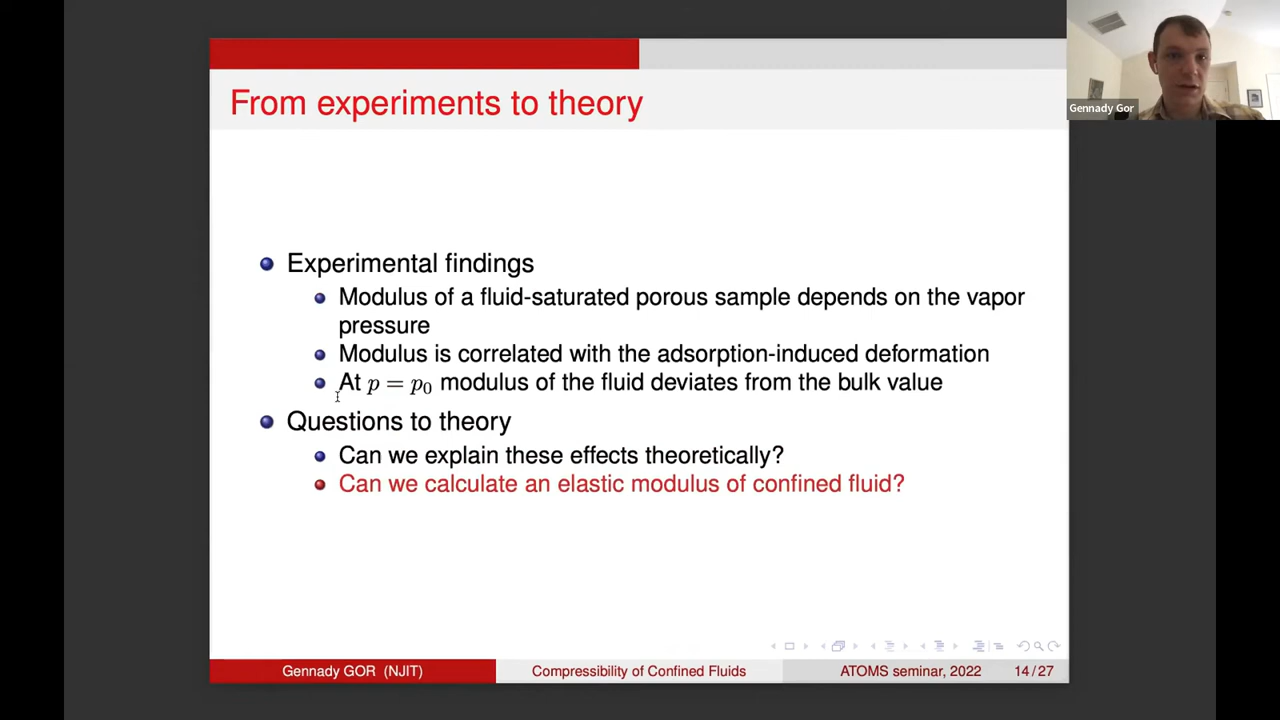 Gennady Gor
From experiments to theory
Experimental findings
Modulus of a fluid-saturated porous sample depends on the vapor
pressure
Modulus is correlated with the adsorption-induced deformation
At p = p₀ modulus of the fluid deviates from the bulk value
Questions to theory
Can we explain these effects theoretically?
Can we calculate an elastic modulus of confined fluid?
Gennady GOR (NJIT) Compressibility of Confined Fluids ATOMS seminar, 2022 14 / 27